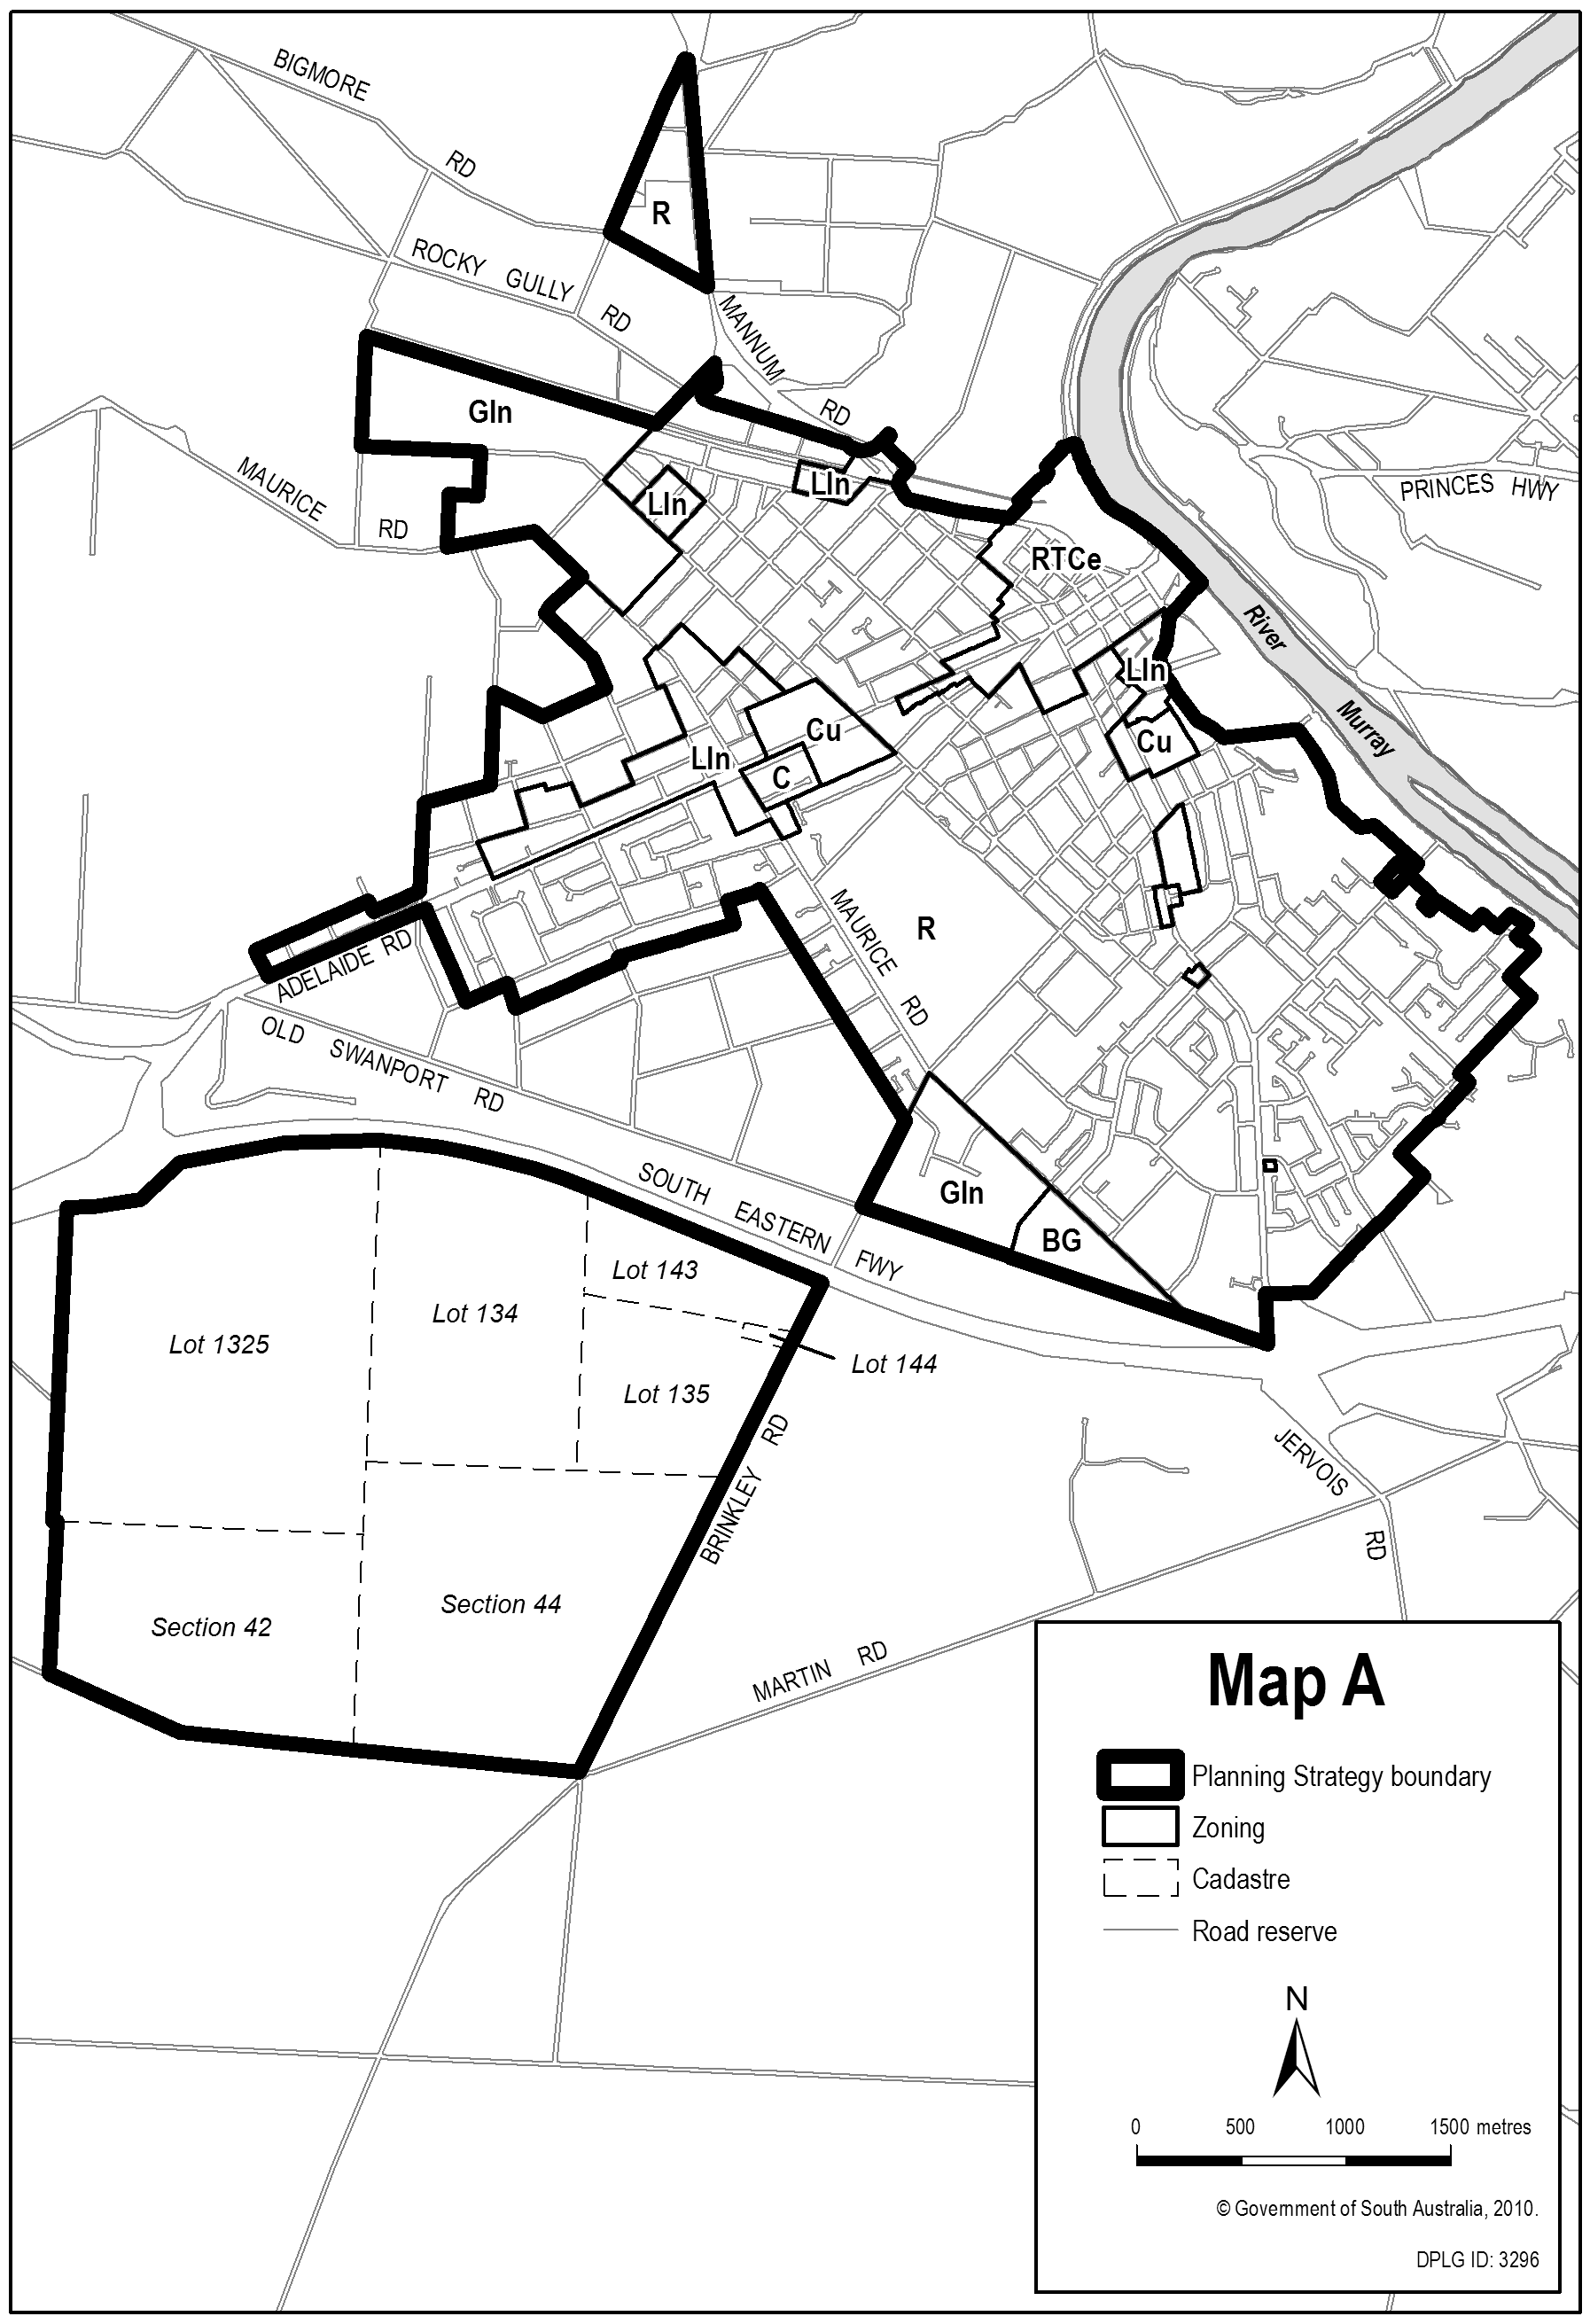 BIGMORE
RD
R
ROCKY GULLY
RD
MANNUM
RD
GIn
MAURICE
RD
LIn
LIn
PRINCES HWY
RTCe
River
Murray
LIn
Cu
Cu
LIn
C
MAURICE
RD
R
ADELAIDE RD
OLD SWANPORT RD
SOUTH EASTERN FWY
GIn
BG
Lot 143
Lot 134
Lot 1325
Lot 144
Lot 135
BRINKLEY RD
JERVOIS
RD
Section 44
Section 42
MARTIN RD
Map A
Planning Strategy boundary
Zoning
Cadastre
Road reserve
N
0 500 1000 1500 metres
© Government of South Australia, 2010.
DPLG ID: 3296